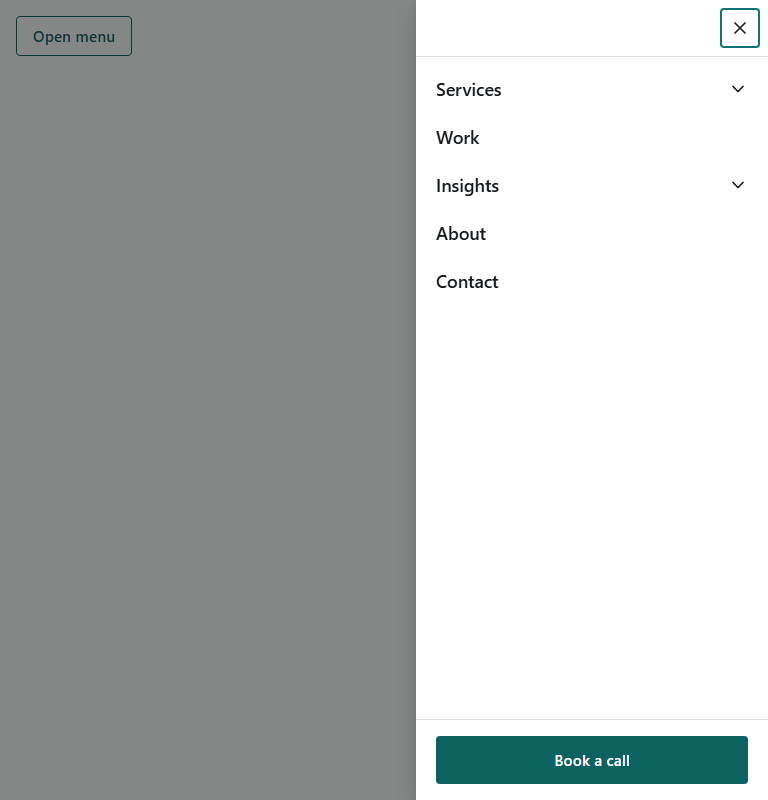 Open menu
Services
Work
Insights
About
Contact
Book a call